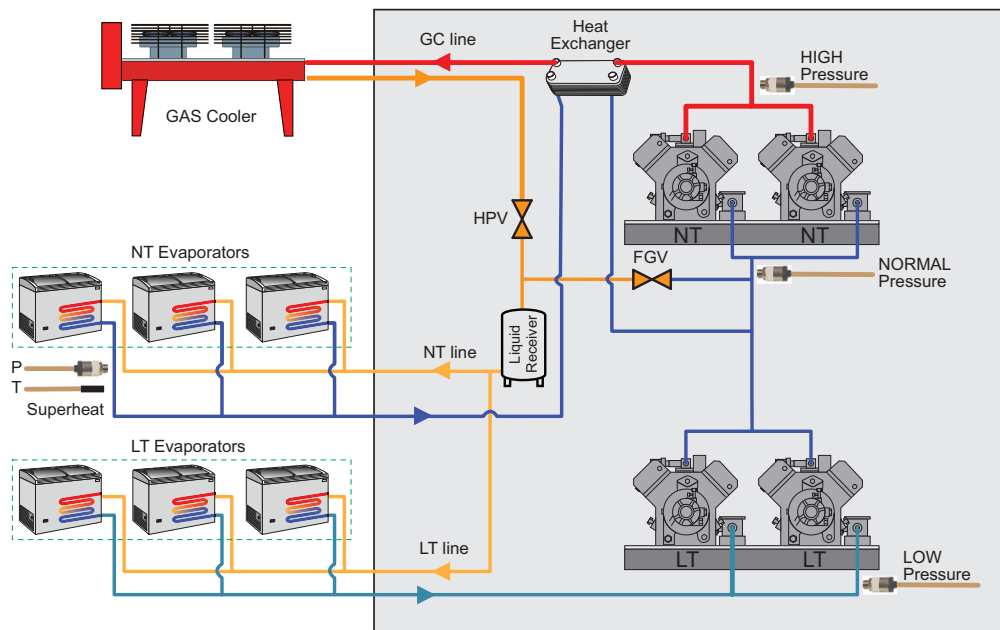 GC line
Heat
Exchanger
HIGH
Pressure
GAS Cooler
HPV
NT
NT
NT Evaporators
FGV
NORMAL
Pressure
Liquid
Receiver
NT line
P
T
Superheat
LT Evaporators
LT line
LT
LT
LOW
Pressure